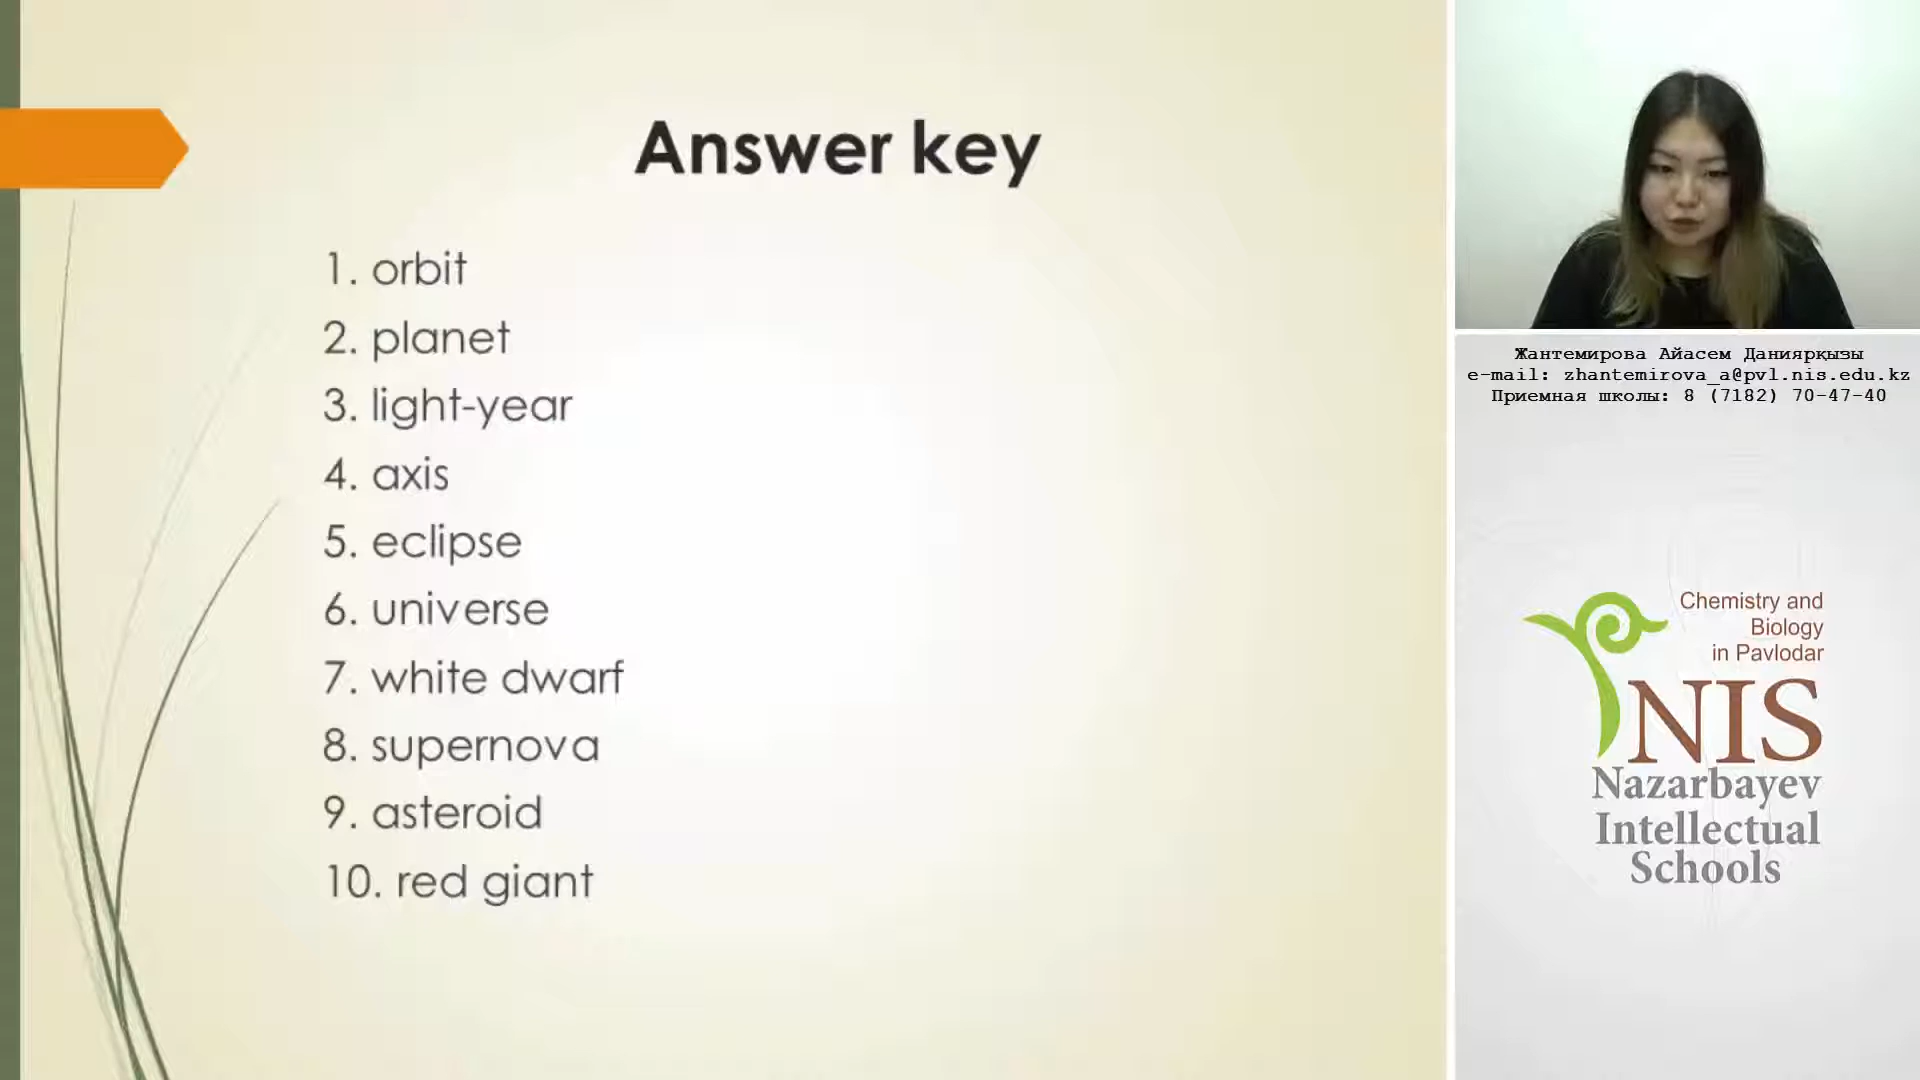 Answer key
1. orbit
2. planet
3. light-year
4. axis
5. eclipse
6. universe
7. white dwarf
8. supernova
9. asteroid
10. red giant
Жантемирова Айасем Даниярқызы
e-mail: zhantemirova_a@pvl.nis.edu.kz
Приемная школы: 8 (7182) 70-47-40
Chemistry and
Biology
in Pavlodar
NIS
Nazarbayev
Intellectual
Schools